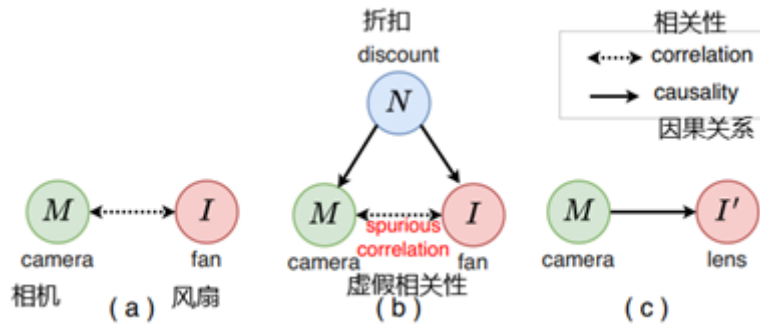 折扣
discount
N
M
I
spurious
correlation
camera
fan
虚假相关性
( b )
M
I
camera
fan
相机
风扇
( a )
相关性
correlation
causality
因果关系
M
I′
camera
lens
( c )